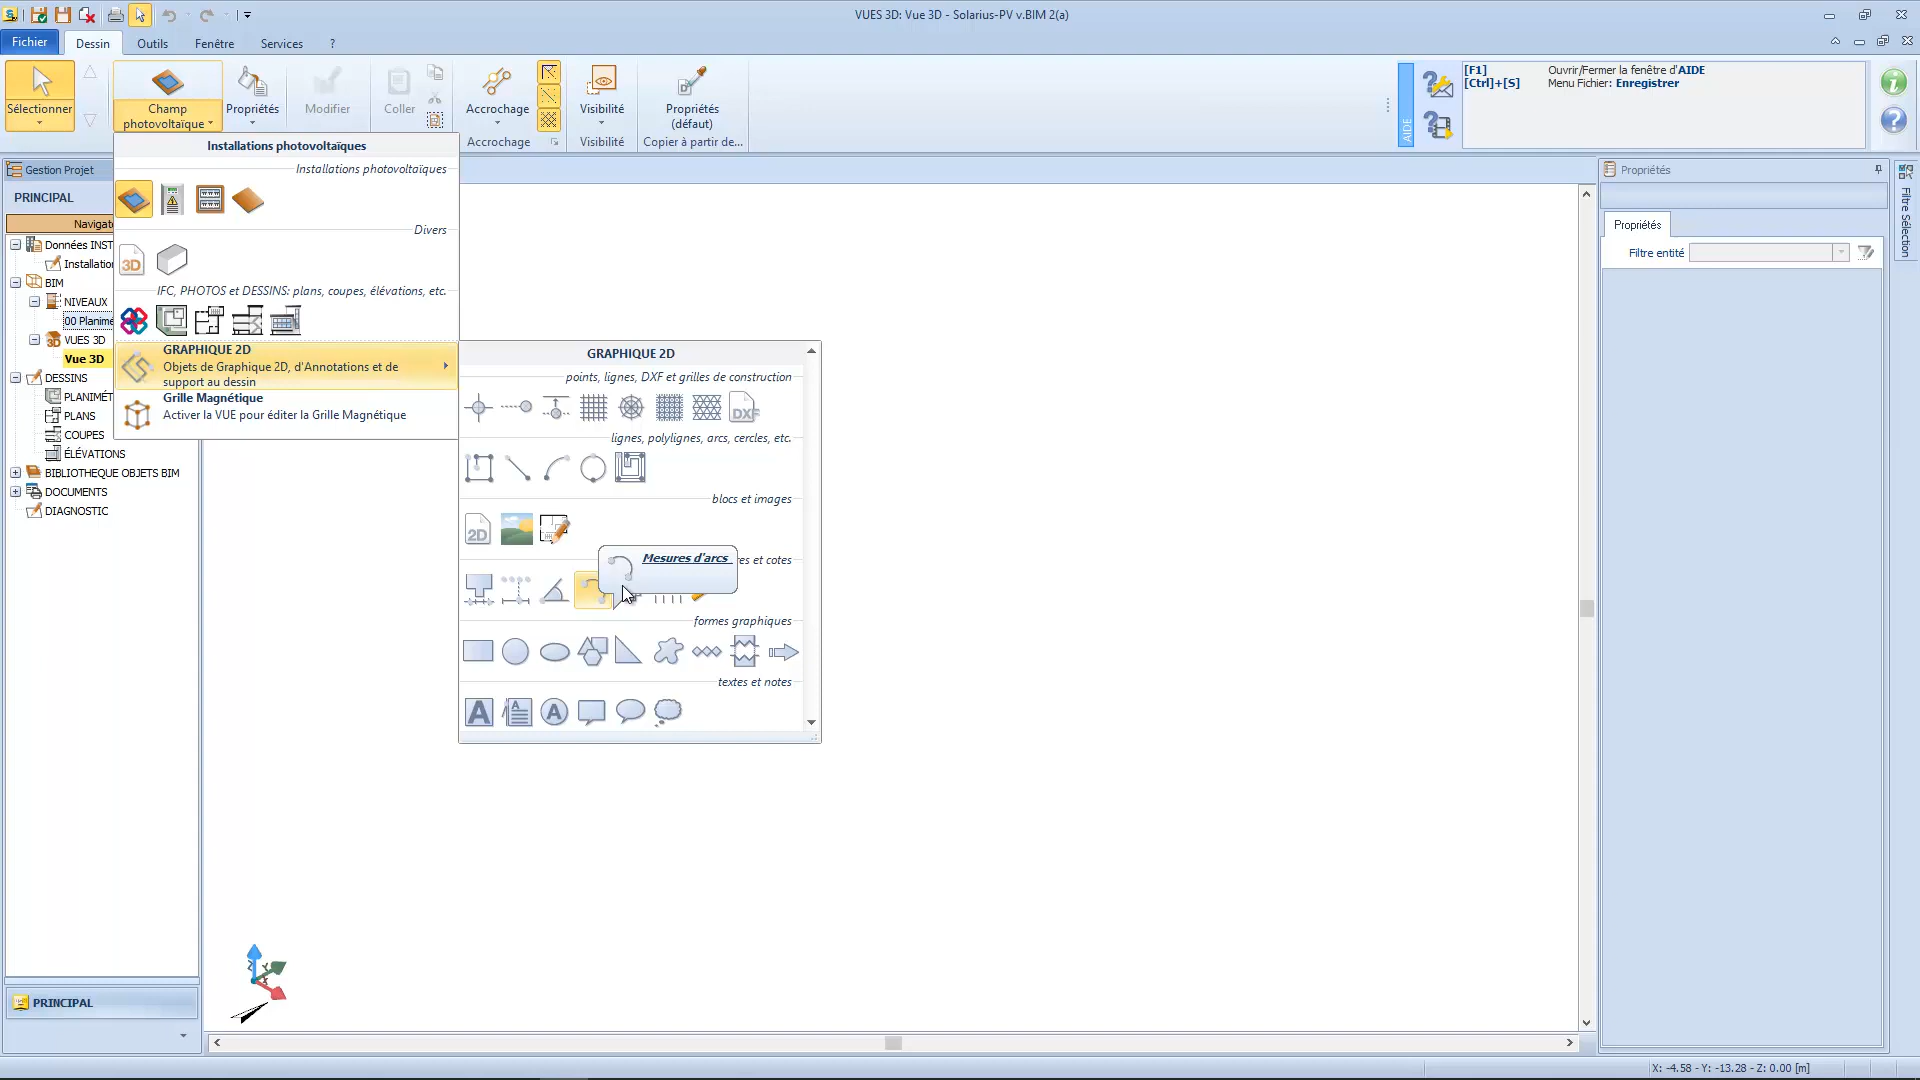 VUES 3D: Vue 3D - Solarius-PV v.BIM 2(a)
Fichier
Dessin
Outils
Fenêtre
Services
?
Sélectionner
Champ
photovoltaïque
Propriétés
Modifier
Coller
Accrochage
Accrochage
Visibilité
Visibilité
Propriétés
(défaut)
Copier à partir de...
AIDE
[F1] Ouvrir/Fermer la fenêtre d'AIDE
[Ctrl]+[S] Menu Fichier: Enregistrer
Gestion Projet
PRINCIPAL
Navigat
Données INST
Installation
BIM
NIVEAUX
00 Planime
VUES 3D
Vue 3D
DESSINS
PLANIMÉT
PLANS
COUPES
ÉLÉVATIONS
BIBLIOTHEQUE OBJETS BIM
DOCUMENTS
DIAGNOSTIC
PRINCIPAL
Installations photovoltaïques
Installations photovoltaïques
Divers
3D
IFC, PHOTOS et DESSINS: plans, coupes, élévations, etc.
GRAPHIQUE 2D
Objets de Graphique 2D, d'Annotations et de
support au dessin
Grille Magnétique
Activer la VUE pour éditer la Grille Magnétique
GRAPHIQUE 2D
points, lignes, DXF et grilles de construction
DXF
lignes, polylignes, arcs, cercles, etc.
blocs et images
2D
Mesures d'arcs
res et cotes
formes graphiques
textes et notes
A
A
A
Propriétés
Propriétés
Filtre entité
Filtre Sélection
X: -4.58 - Y: -13.28 - Z: 0.00 [m]